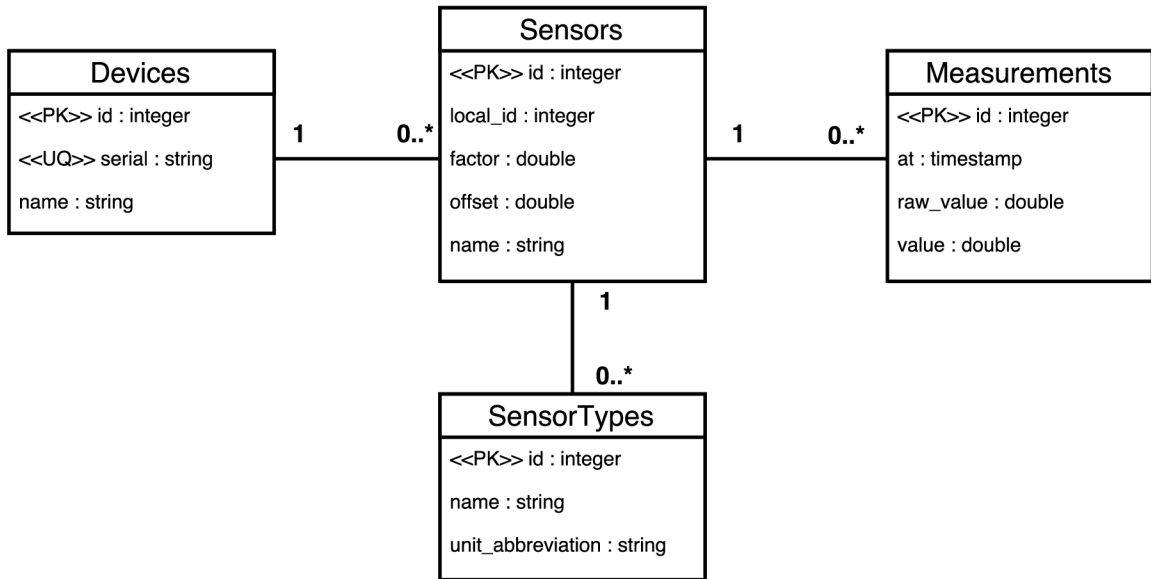 Devices
<<PK>> id : integer
<<UQ>> serial : string
name : string
1
0..*
Sensors
<<PK>> id : integer
local_id : integer
factor : double
offset : double
name : string
1
0..*
Measurements
<<PK>> id : integer
at : timestamp
raw_value : double
value : double
1
0..*
SensorTypes
<<PK>> id : integer
name : string
unit_abbreviation : string